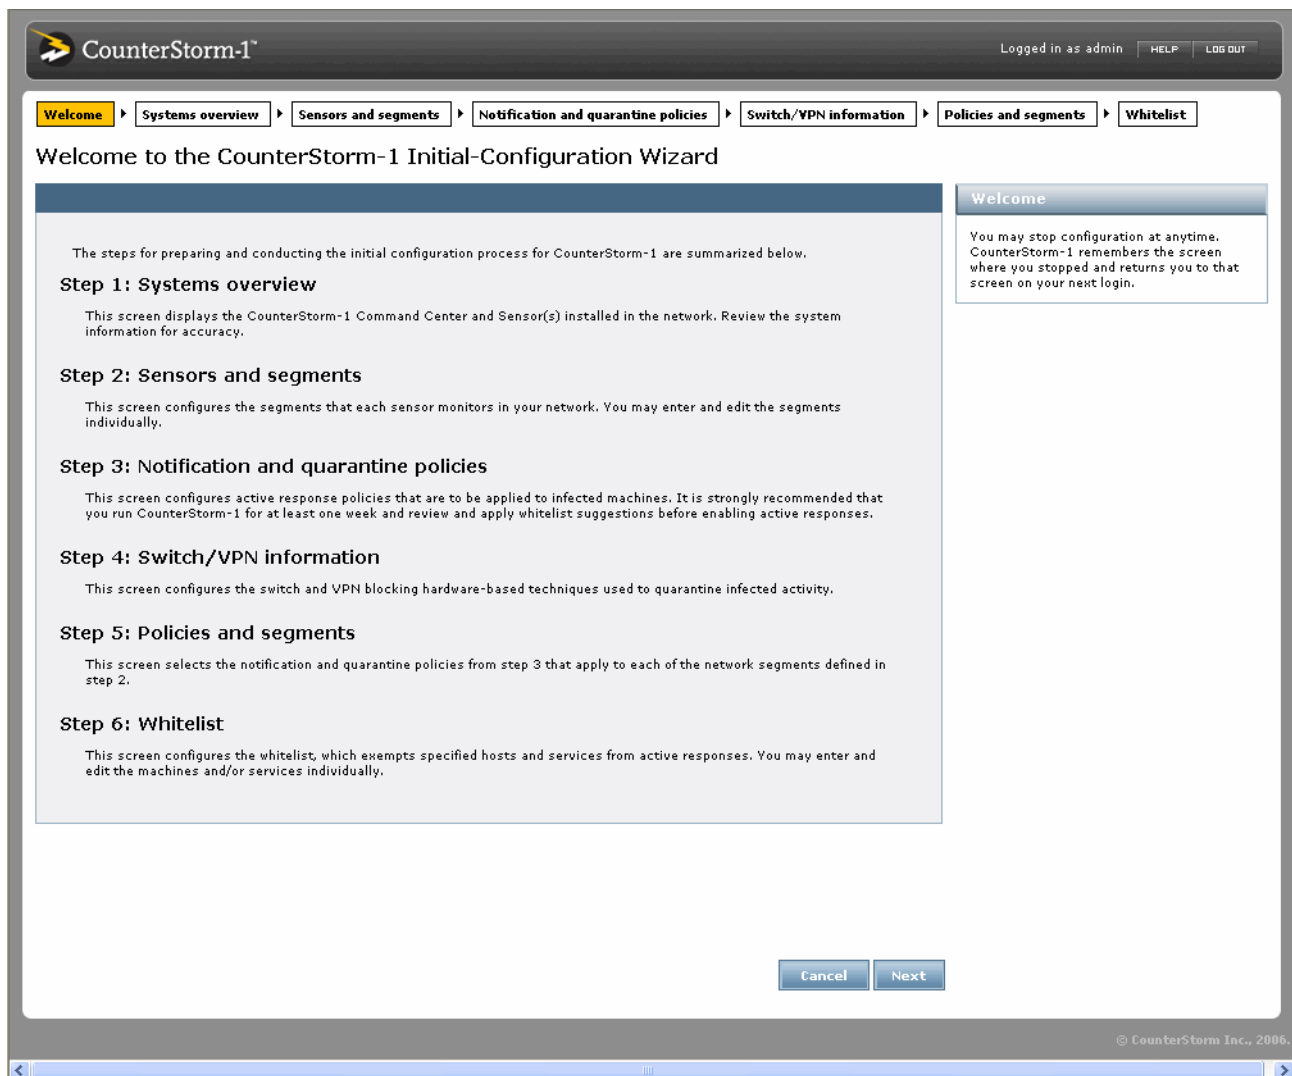 CounterStorm-1™
Logged in as admin HELP LOG OUT
Welcome Systems overview Sensors and segments Notification and quarantine policies Switch/VPN information Policies and segments Whitelist
Welcome to the CounterStorm-1 Initial-Configuration Wizard
The steps for preparing and conducting the initial configuration process for CounterStorm-1 are summarized below.
Step 1: Systems overview
This screen displays the CounterStorm-1 Command Center and Sensor(s) installed in the network. Review the system
information for accuracy.
Step 2: Sensors and segments
This screen configures the segments that each sensor monitors in your network. You may enter and edit the segments
individually.
Step 3: Notification and quarantine policies
This screen configures active response policies that are to be applied to infected machines. It is strongly recommended that
you run CounterStorm-1 for at least one week and review and apply whitelist suggestions before enabling active responses.
Step 4: Switch/VPN information
This screen configures the switch and VPN blocking hardware-based techniques used to quarantine infected activity.
Step 5: Policies and segments
This screen selects the notification and quarantine policies from step 3 that apply to each of the network segments defined in
step 2.
Step 6: Whitelist
This screen configures the whitelist, which exempts specified hosts and services from active responses. You may enter and
edit the machines and/or services individually.
Welcome
You may stop configuration at anytime.
CounterStorm-1 remembers the screen
where you stopped and returns you to that
screen on your next login.
Cancel Next
© CounterStorm Inc., 2006.